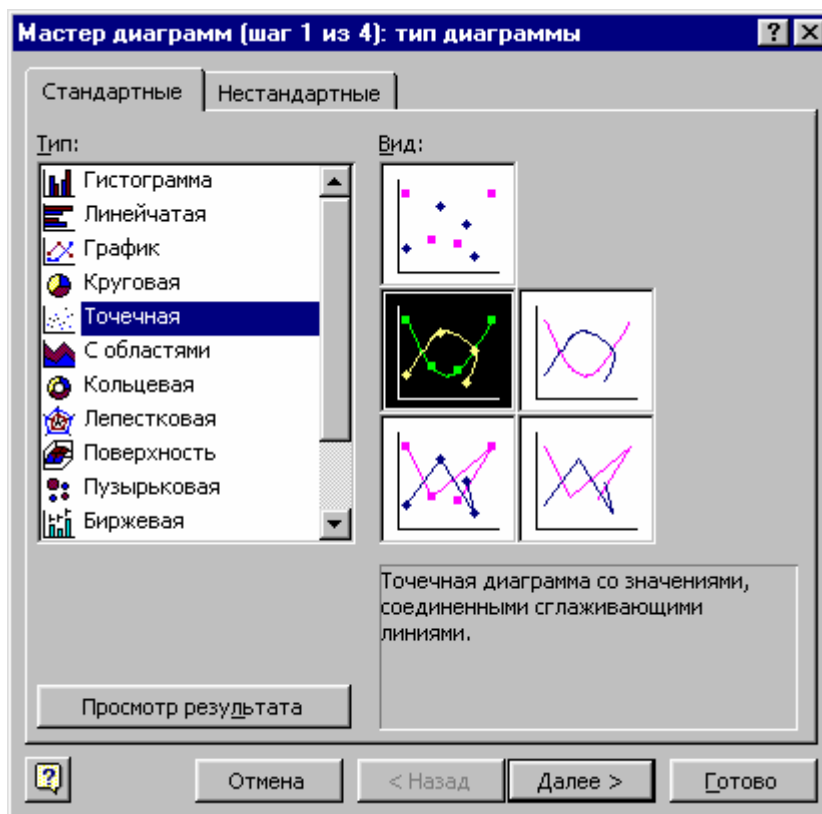 Мастер диаграмм (шаг 1 из 4): тип диаграммы
Стандартные
Нестандартные
Тип:
Вид:
Гистограмма
Линейчатая
График
Круговая
Точечная
С областями
Кольцевая
Лепестковая
Поверхность
Пузырьковая
Биржевая
Точечная диаграмма со значениями,
соединенными сглаживающими
линиями.
Просмотр результата
Отмена
< Назад
Далее >
Готово